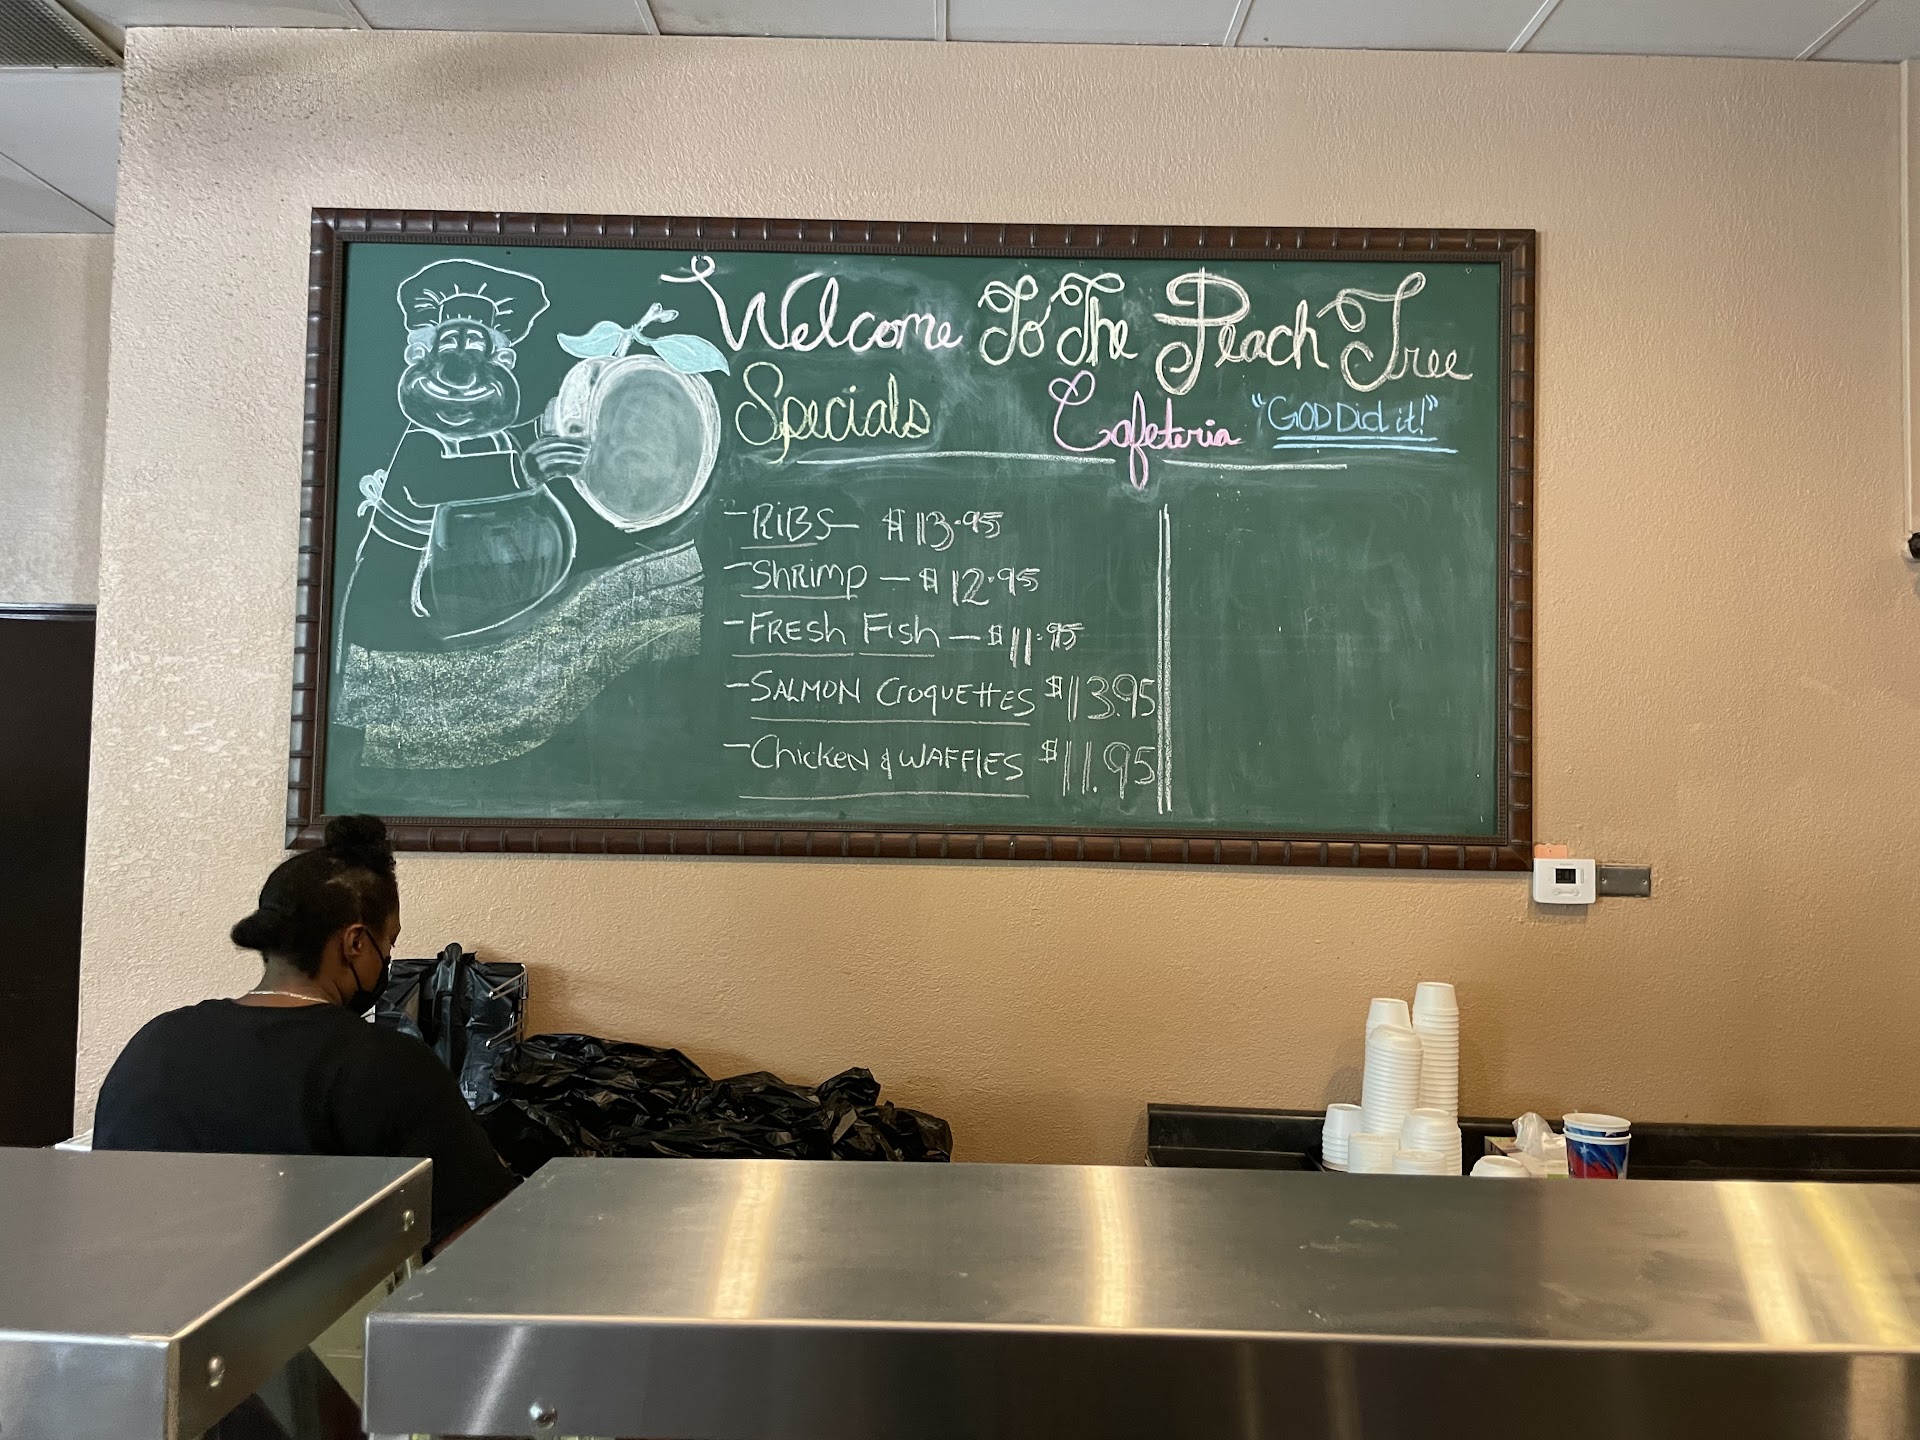 Welcome To The Peach Tree
Specials Cafeteria "GOD Did it!"
- RIBS - $13.95
- ShRImp - $12.95
- FRESH FISh - $11.95
- SALMON CROQUETTES $13.95
- ChickEN & WAFFlES $11.95